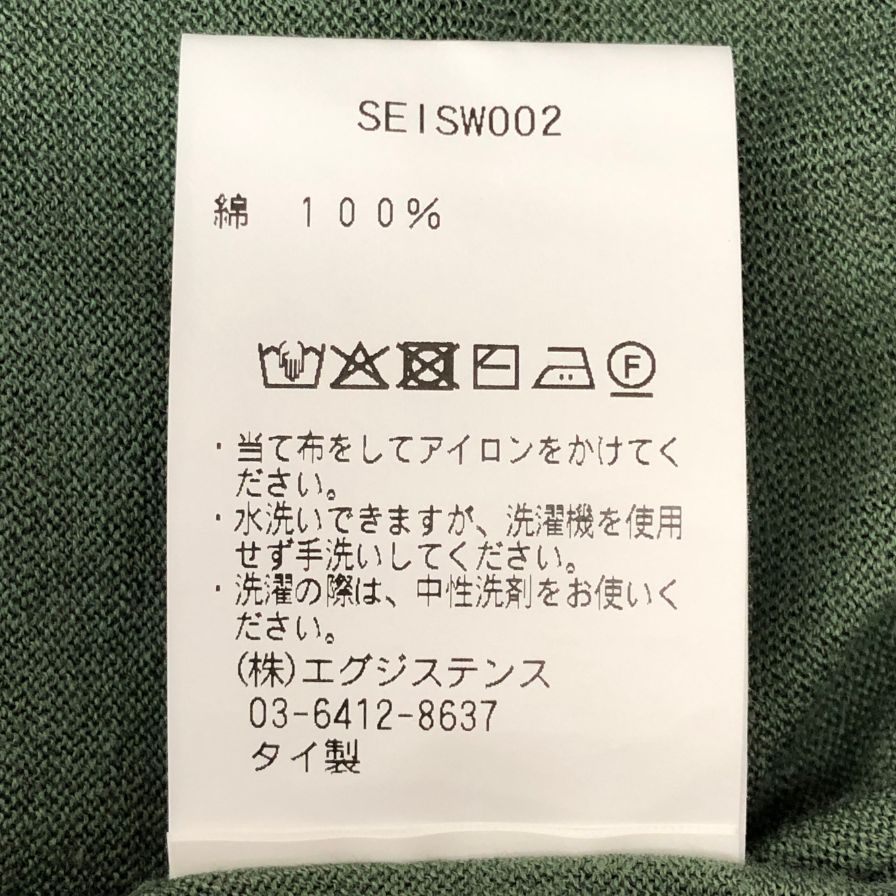 SEISW002
綿 100%
F
・当て布をしてアイロンをかけてく
ださい。
・水洗いできますが、洗濯機を使用
せず手洗いしてください。
・洗濯の際は、中性洗剤をお使いく
ださい。
(株)エグジステンス
03-6412-8637
タイ製